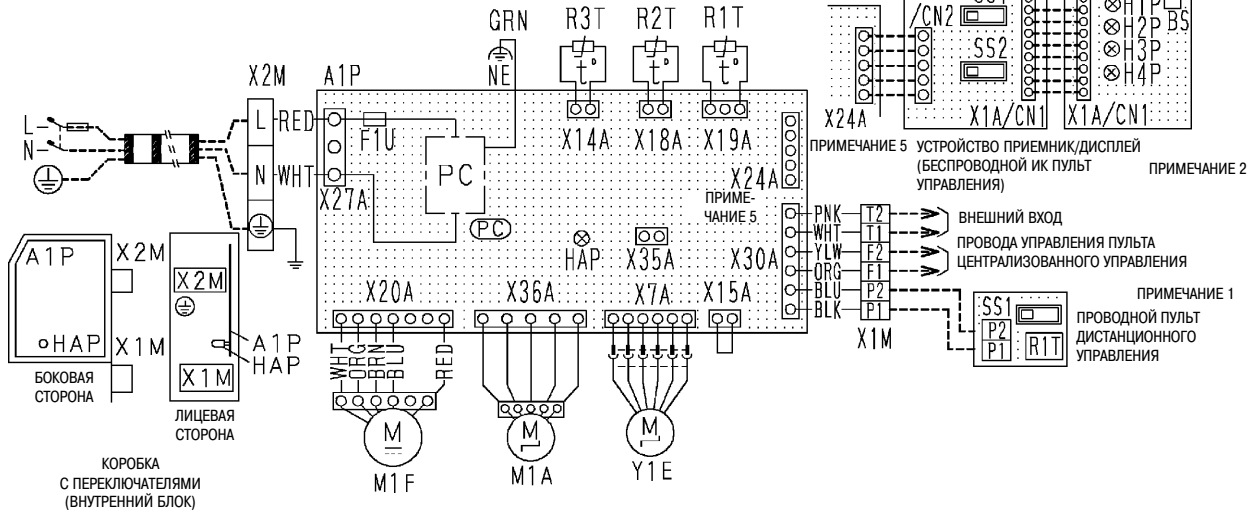 GRN
R3T R2T R1T
/CN2
SS1
H1P
BS
H2P
SS2
H3P
H4P
NE
t° t° t°
X2M A1P
X24A X1A/CN1 X1A/CN1
L
N
L RED
F1U
X14A X18A X19A
ПРИМЕЧАНИЕ 5
УСТРОЙСТВО ПРИЕМНИК/ДИСПЛЕЙ
(БЕСПРОВОДНОЙ ИК ПУЛЬТ
УПРАВЛЕНИЯ)
ПРИМЕЧАНИЕ 2
N WHT
X27A
PC
PC
X24A
ПРИМЕ-
ЧАНИЕ 5
HAP X35A X30A
PNK T2
WHT T1
YLW F2
ORG F1
BLU P2
BLK P1
X1M
ВНЕШНИЙ ВХОД
ПРОВОДА УПРАВЛЕНИЯ ПУЛЬТА
ЦЕНТРАЛИЗОВАННОГО УПРАВЛЕНИЯ
ПРИМЕЧАНИЕ 1
SS1
P2
P1
R1T
ПРОВОДНОЙ ПУЛЬТ
ДИСТАНЦИОННОГО
УПРАВЛЕНИЯ
A1P X2M
HAP X1M
БОКОВАЯ
СТОРОНА
X2M
A1P
HAP
X1M
ЛИЦЕВАЯ
СТОРОНА
КОРОБКА
С ПЕРЕКЛЮЧАТЕЛЯМИ
(ВНУТРЕННИЙ БЛОК)
X20A X36A X7A X15A
WHT ORG BRN BLU RED
M M M
M1F M1A Y1E